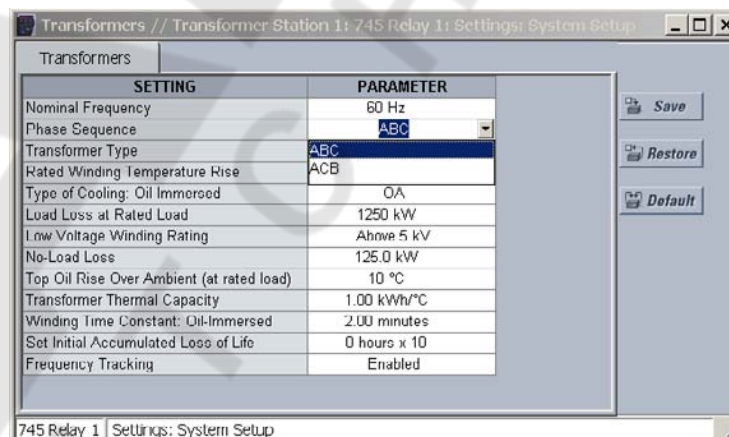 Transformers // Transformer Station 1: 745 Relay 1: Settings: System Setup
Transformers
SETTING PARAMETER
Nominal Frequency 60 Hz
Phase Sequence ABC
Transformer Type ABC
Rated Winding Temperature Rise ACB
Type of Cooling: Oil Immersed OA
Load Loss at Rated Load 1250 kW
Low Voltage Winding Rating Above 5 kV
No-Load Loss 125.0 kW
Top Oil Rise Over Ambient (at rated load) 10 °C
Transformer Thermal Capacity 1.00 kWh/°C
Winding Time Constant: Oil-Immersed 2.00 minutes
Set Initial Accumulated Loss of Life 0 hours x 10
Frequency Tracking Enabled
Save
Restore
Default
745 Relay 1 Settings: System Setup